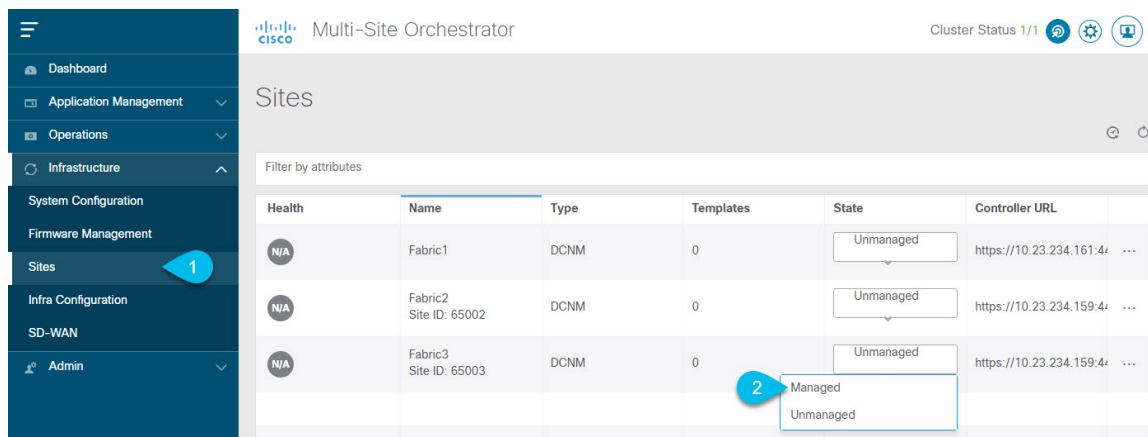 cisco Multi-Site Orchestrator
Cluster Status 1/1
Dashboard
Application Management
Operations
Infrastructure
System Configuration
Firmware Management
Sites
1
Infra Configuration
SD-WAN
Admin
Sites
Filter by attributes
Health Name Type Templates State Controller URL
N/A Fabric1 DCNM 0 Unmanaged https://10.23.234.161:44 ...
N/A Fabric2 DCNM 0 Unmanaged https://10.23.234.159:44 ...
Site ID: 65002
N/A Fabric3 DCNM 0 Unmanaged https://10.23.234.159:44 ...
Site ID: 65003
2 Managed
Unmanaged